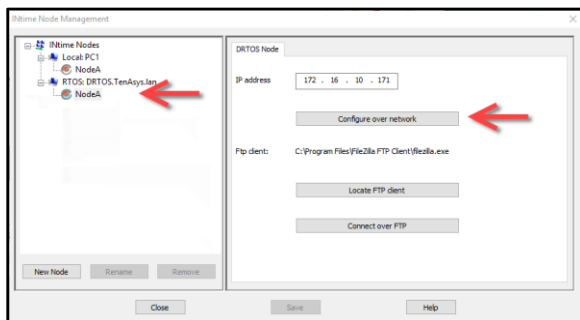 INtime Node Management
INtime Nodes
Local: PC1
NodeA
RTOS: DRTOS.TenAsys.lan
NodeA
New Node
Rename
Remove
DRTOS Node
IP address
172 . 16 . 10 . 171
Configure over network
Ftp client:
C:\Program Files\FileZilla FTP Client\filezilla.exe
Locate FTP client
Connect over FTP
Close
Save
Help